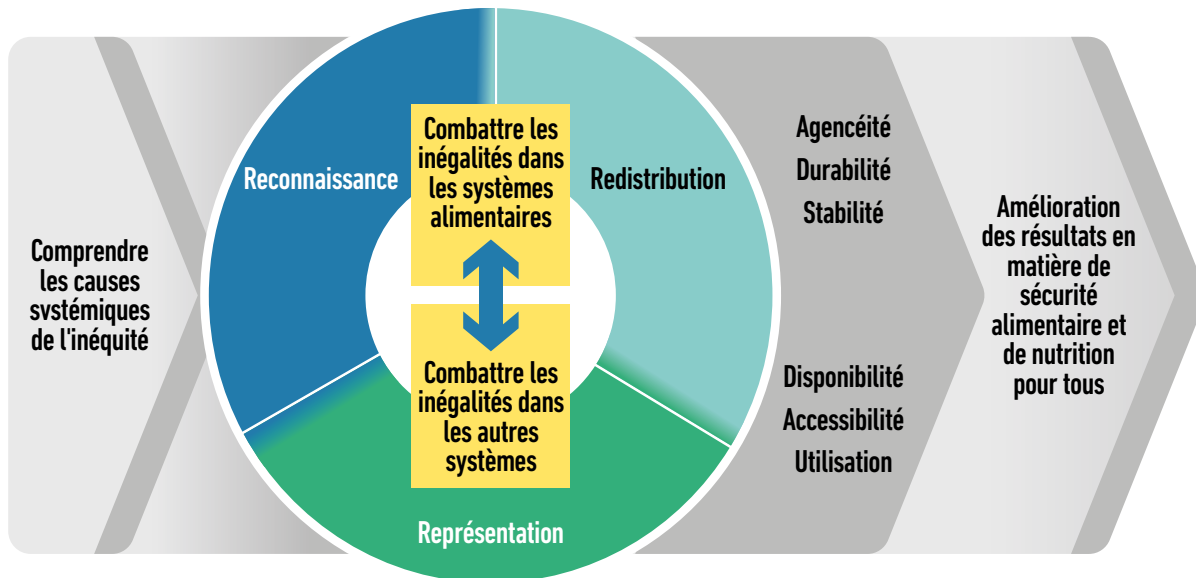 Comprendre
les causes
systémiques
de l'inéquité
Reconnaissance
Combattre les
inégalités dans
les systèmes
alimentaires
Redistribution
Combattre les
inégalités dans
les autres
systèmes
Représentation
Agencéité
Durabilité
Stabilité
Disponibilité
Accessibilité
Utilisation
Amélioration
des résultats en
matière de
sécurité
alimentaire et
de nutrition
pour tous